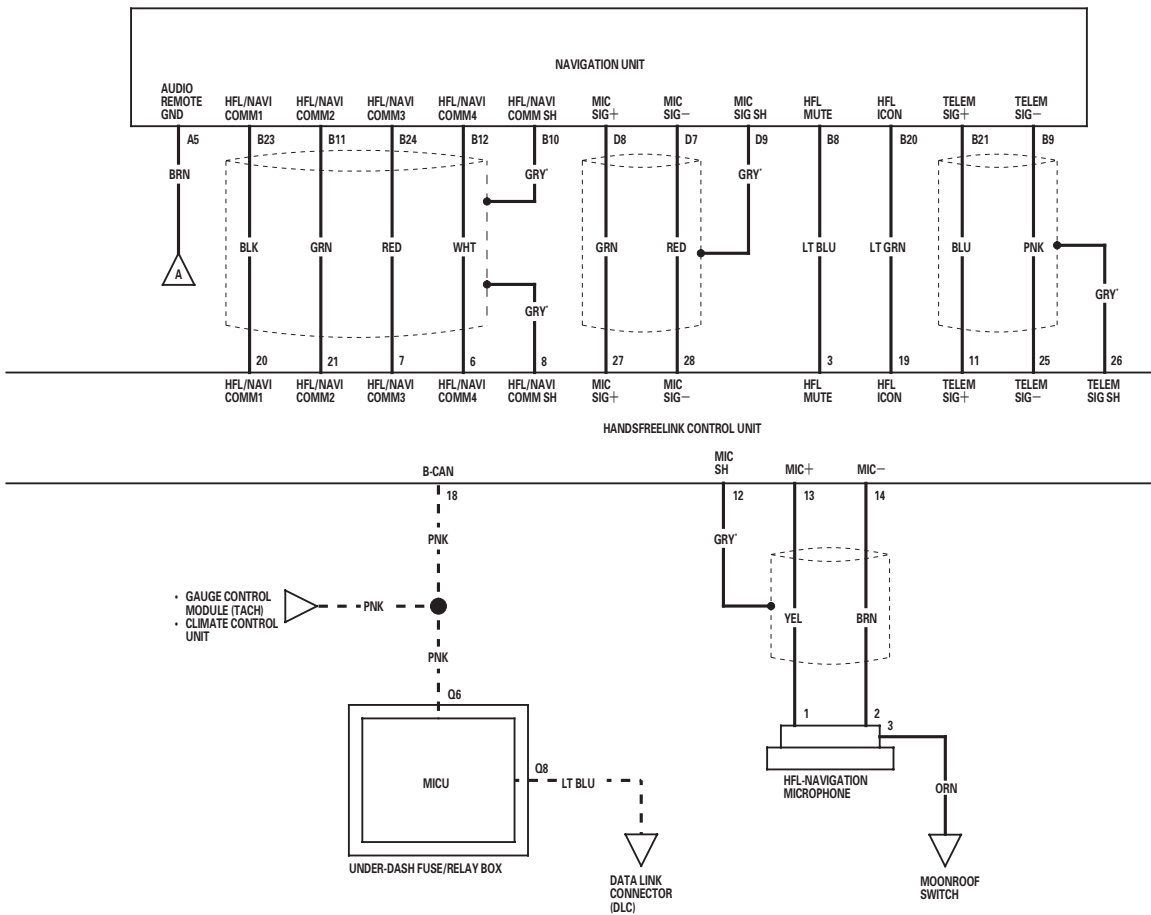 NAVIGATION UNIT
AUDIO
REMOTE
GND
HFL/NAVI
COMM1
HFL/NAVI
COMM2
HFL/NAVI
COMM3
HFL/NAVI
COMM4
HFL/NAVI
COMM SH
MIC
SIG+
MIC
SIG−
MIC
SIG SH
HFL
MUTE
HFL
ICON
TELEM
SIG+
TELEM
SIG−
A5 B23 B11 B24 B12 B10 D8 D7 D9 B8 B20 B21 B9
BRN GRY* GRY*
BLK GRN RED WHT GRN RED LT BLU LT GRN BLU PNK
A
GRY* GRY*
20 21 7 6 8 27 28 3 19 11 25 26
HFL/NAVI
COMM1
HFL/NAVI
COMM2
HFL/NAVI
COMM3
HFL/NAVI
COMM4
HFL/NAVI
COMM SH
MIC
SIG+
MIC
SIG−
HFL
MUTE
HFL
ICON
TELEM
SIG+
TELEM
SIG−
TELEM
SIG SH
HANDSFREELINK CONTROL UNIT
B-CAN
MIC
SH
MIC+
MIC−
18 12 13 14
PNK GRY*
• GAUGE CONTROL
MODULE (TACH)
• CLIMATE CONTROL
UNIT
PNK
YEL BRN
PNK
Q6
1 2 3
MICU
Q8
LT BLU
HFL-NAVIGATION
MICROPHONE
ORN
UNDER-DASH FUSE/RELAY BOX
DATA LINK
CONNECTOR
(DLC)
MOONROOF
SWITCH